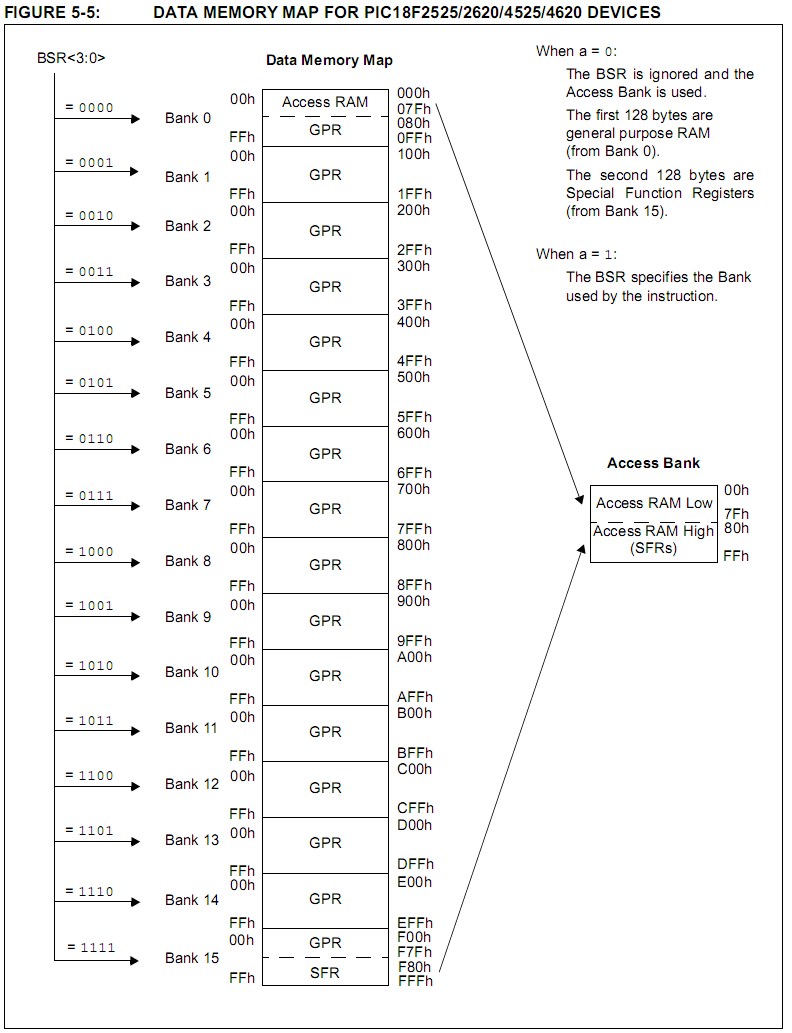 FIGURE 5-5: DATA MEMORY MAP FOR PIC18F2525/2620/4525/4620 DEVICES
BSR<3:0>
Data Memory Map
When a = 0:
The BSR is ignored and the
Access Bank is used.
The first 128 bytes are
general purpose RAM
(from Bank 0).
The second 128 bytes are
Special Function Registers
(from Bank 15).
When a = 1:
The BSR specifies the Bank
used by the instruction.
= 0000
Bank 0
00h
FFh
Access RAM
GPR
000h
07Fh
080h
0FFh
= 0001
Bank 1
00h
FFh
GPR
100h
1FFh
= 0010
Bank 2
00h
FFh
GPR
200h
2FFh
= 0011
Bank 3
00h
FFh
GPR
300h
3FFh
= 0100
Bank 4
00h
FFh
GPR
400h
4FFh
= 0101
Bank 5
00h
FFh
GPR
500h
5FFh
= 0110
Bank 6
00h
FFh
GPR
600h
6FFh
= 0111
Bank 7
00h
FFh
GPR
700h
7FFh
= 1000
Bank 8
00h
FFh
GPR
800h
8FFh
= 1001
Bank 9
00h
FFh
GPR
900h
9FFh
= 1010
Bank 10
00h
FFh
GPR
A00h
AFFh
= 1011
Bank 11
00h
FFh
GPR
B00h
BFFh
= 1100
Bank 12
00h
FFh
GPR
C00h
CFFh
= 1101
Bank 13
00h
FFh
GPR
D00h
DFFh
= 1110
Bank 14
00h
FFh
GPR
E00h
EFFh
= 1111
Bank 15
00h
FFh
GPR
SFR
F00h
F7Fh
F80h
FFFh
Access Bank
Access RAM Low
Access RAM High
(SFRs)
00h
7Fh
80h
FFh